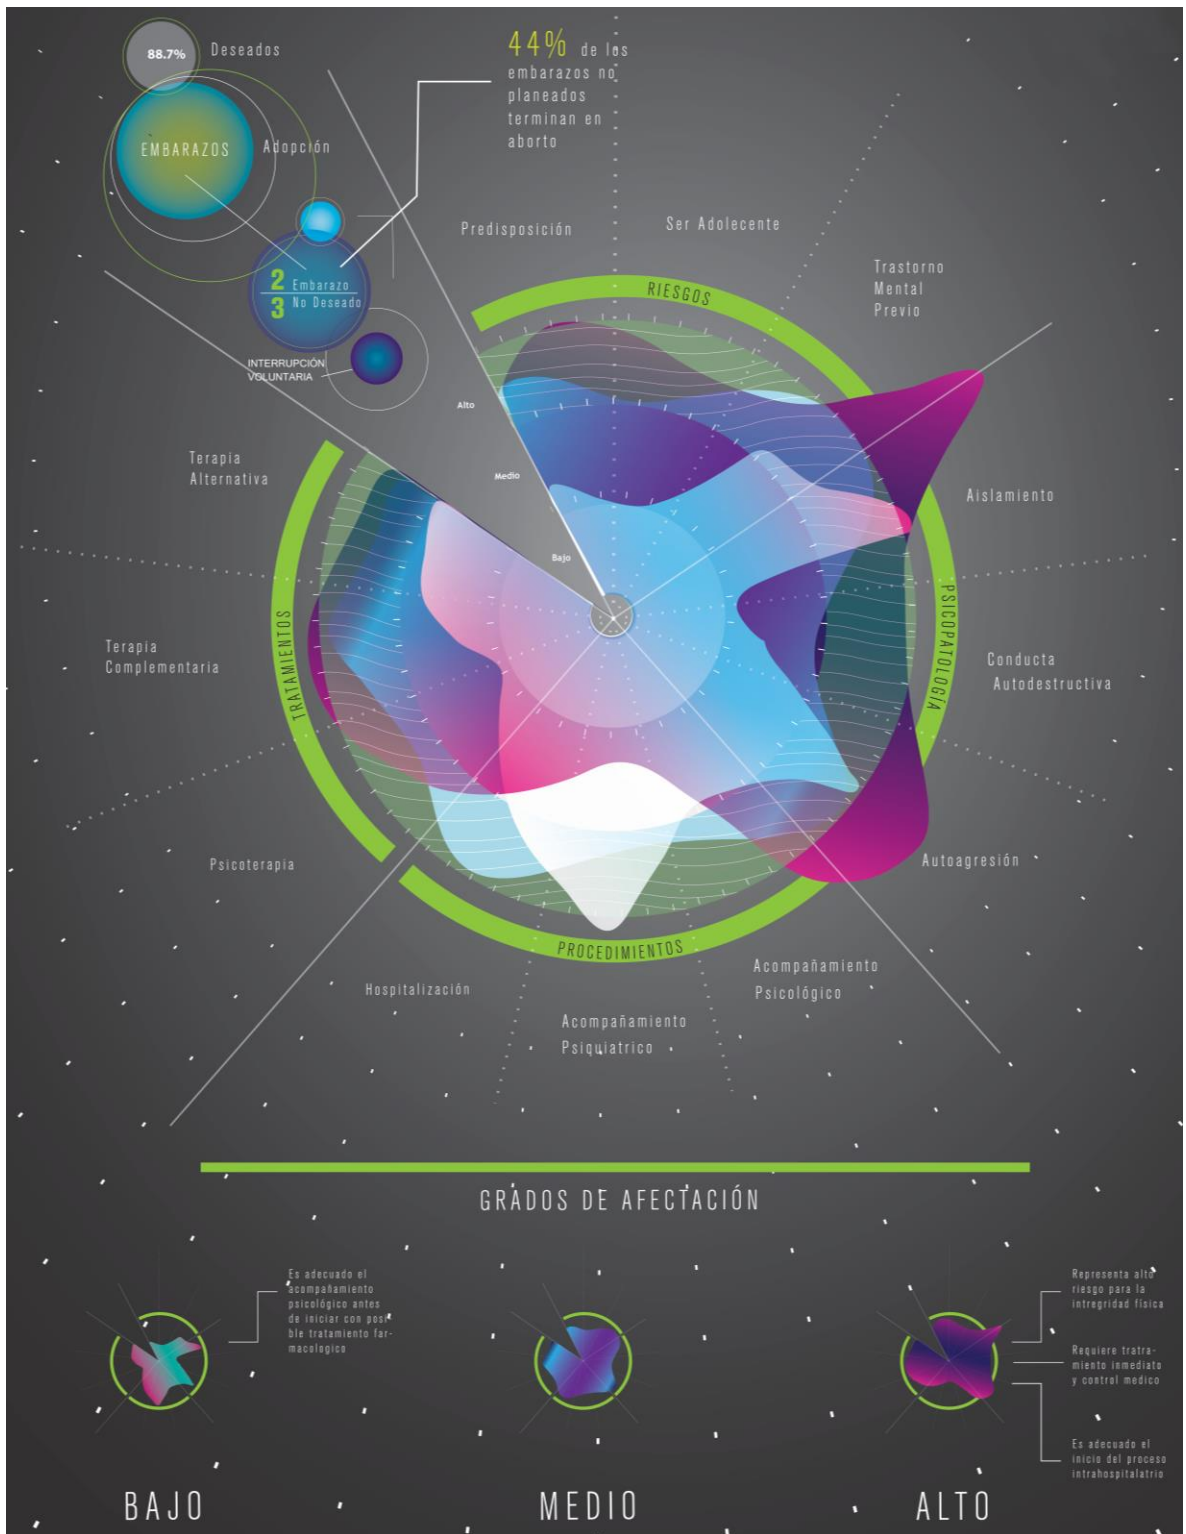 88.7%
Deseados
EMBARAZOS
Adopción
44% de los
embarazos no
planeados
terminan en
aborto
2
3
Embarazo
No Deseado
INTERRUPCIÓN
VOLUNTARIA
Predisposición
Ser Adolecente
Trastorno
Mental
Previo
RIESGOS
Alto
Medio
Bajo
Aislamiento
PSICOPATOLOGÍA
Conducta
Autodestructiva
Autoagresión
Terapia
Alternativa
TRATAMIENTOS
Terapia
Complementaria
Psicoterapia
PROCEDIMIENTOS
Hospitalización
Acompañamiento
Psiquiatrico
Acompañamiento
Psicológico
GRADOS DE AFECTACIÓN
Es adecuado el
acompañamiento
psicológico antes
de iniciar con posi-
ble tratamiento far-
macologico
Representa alto
riesgo para la
intregridad física
Requiere tratra-
miento inmediato
y control medico
Es adecuado el
inicio del proceso
intrahospitalatrio
BAJO
MEDIO
ALTO